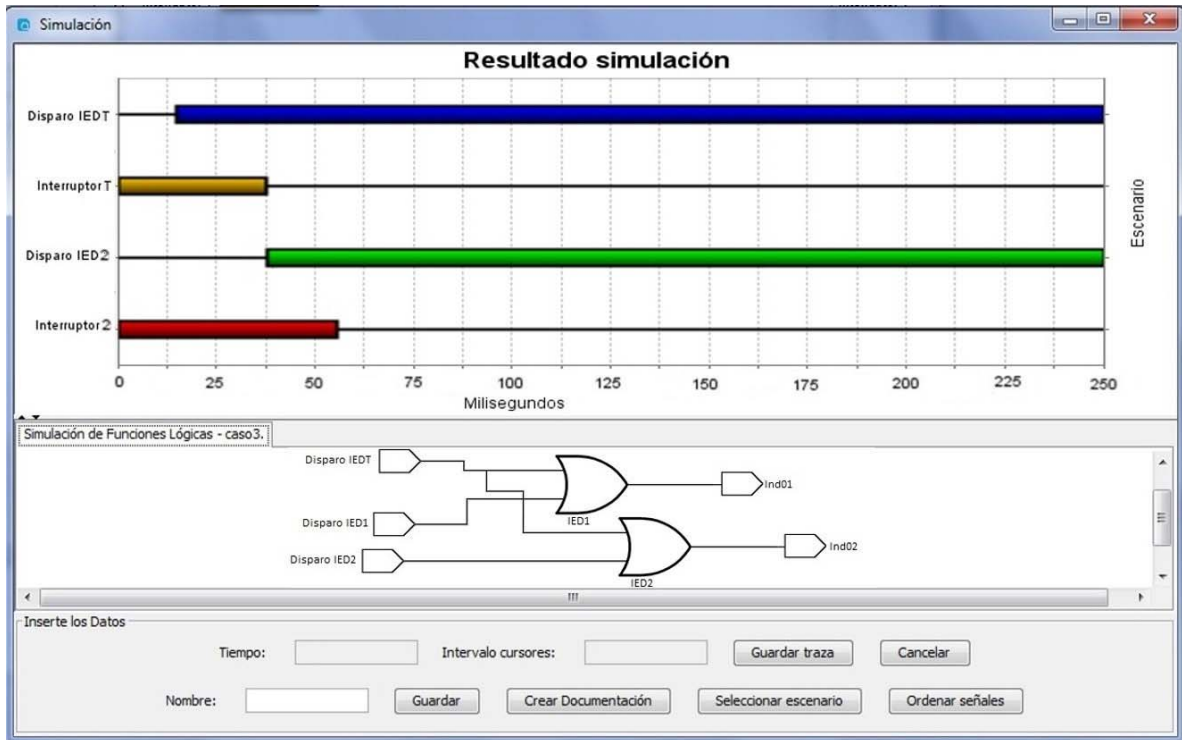 Simulación
Resultado simulación
Disparo IEDT
Interruptor T
Disparo IED2
Interruptor 2
Escenario
0 25 50 75 100 125 150 175 200 225 250
Milisegundos
Simulación de Funciones Lógicas - caso3.
Disparo IEDT
Ind01
Disparo IED1
IED1
Ind02
Disparo IED2
IED2
Inserte los Datos
Tiempo: Intervalo cursores: Guardar traza Cancelar
Nombre: Guardar Crear Documentación Seleccionar escenario Ordenar señales